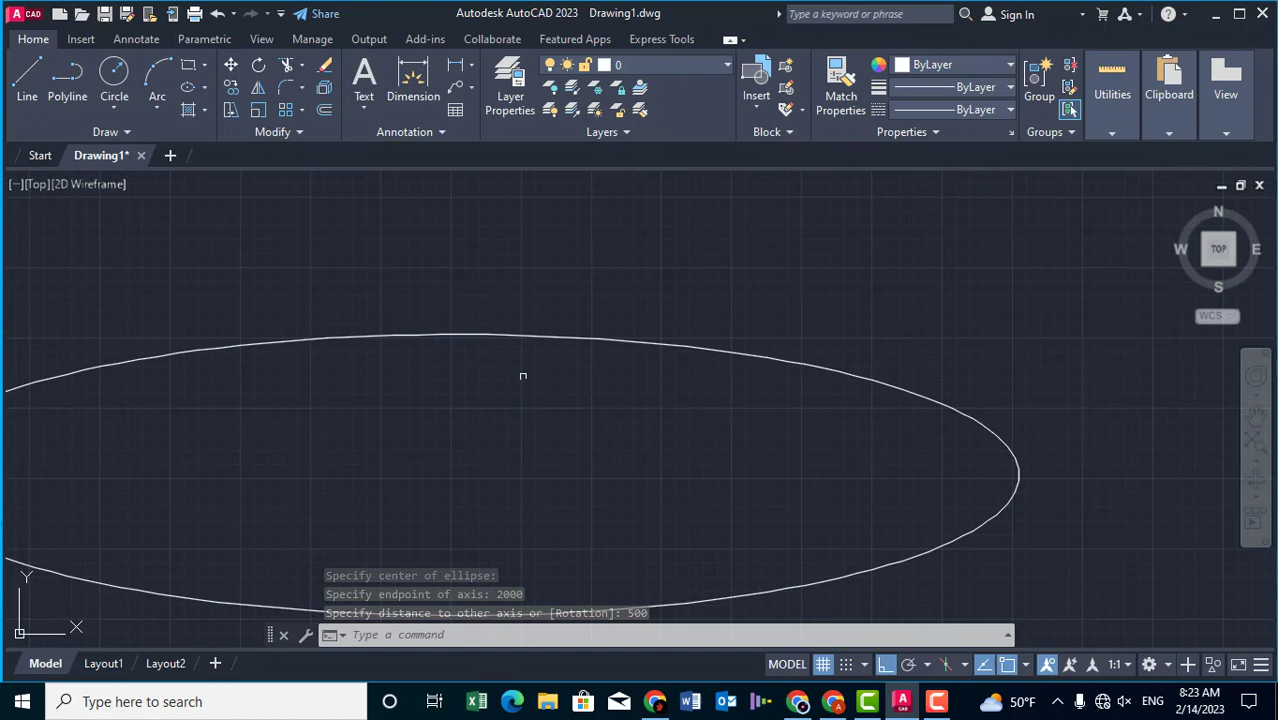 CAD
Share
Autodesk AutoCAD 2023 Drawing1.dwg
Type a keyword or phrase
Sign In
Home Insert Annotate Parametric View Manage Output Add-ins Collaborate Featured Apps Express Tools
0
ByLayer
ByLayer
ByLayer
Line Polyline Circle Arc
Text Dimension
Layer
Properties
Insert
Match
Properties
Group
Utilities
Clipboard
View
Draw
Modify
Annotation
Layers
Block
Properties
Groups
Start Drawing1*
[−][Top][2D Wireframe]
N
W TOP E
S
WCS
Y
X
Specify center of ellipse:
Specify endpoint of axis: 2000
Specify distance to other axis or [Rotation]: 500
Type a command
Model Layout1 Layout2
MODEL 1:1
Type here to search
50°F
ENG
8:23 AM
2/14/2023